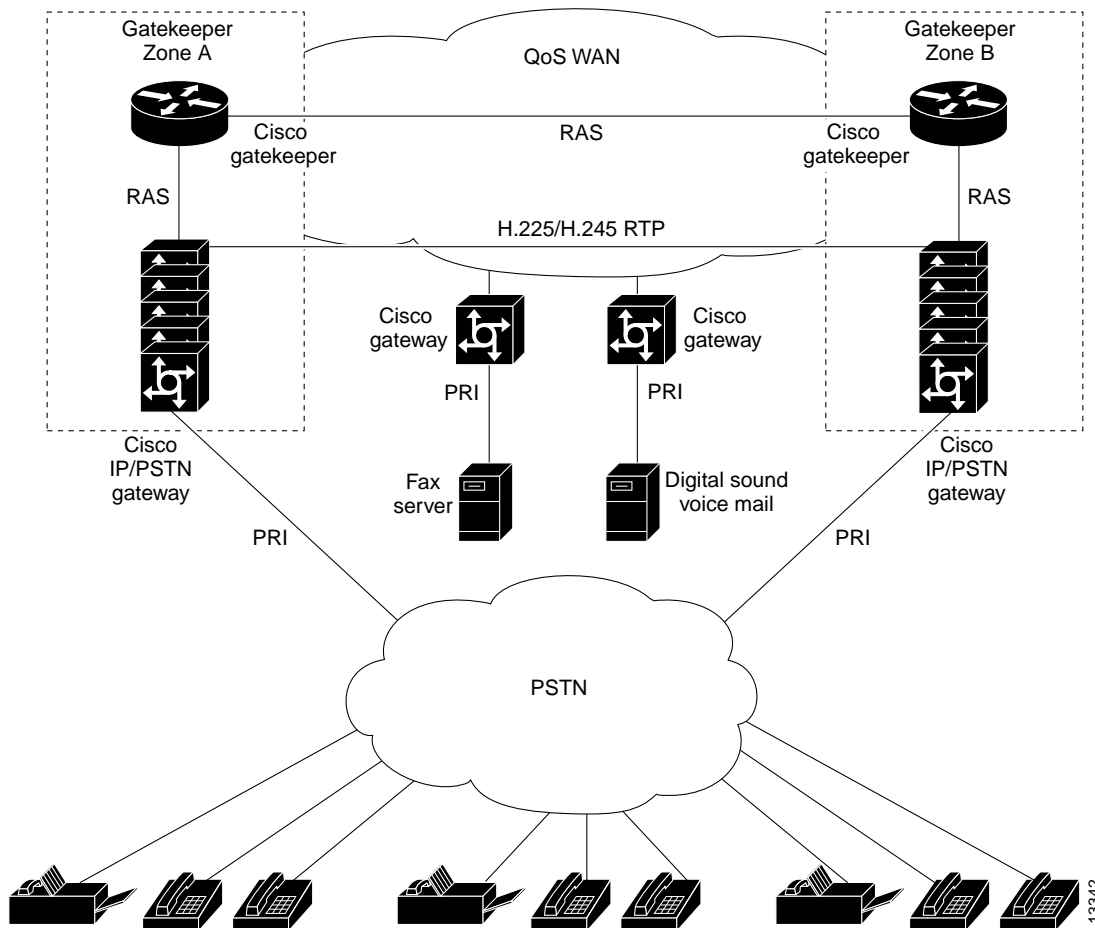 Gatekeeper
Zone A
QoS WAN
Gatekeeper
Zone B
Cisco
gatekeeper
RAS
Cisco
gatekeeper
RAS
RAS
H.225/H.245 RTP
Cisco
gateway
Cisco
gateway
PRI
PRI
Cisco
IP/PSTN
gateway
Fax
server
Digital sound
voice mail
Cisco
IP/PSTN
gateway
PRI
PRI
PSTN
13342